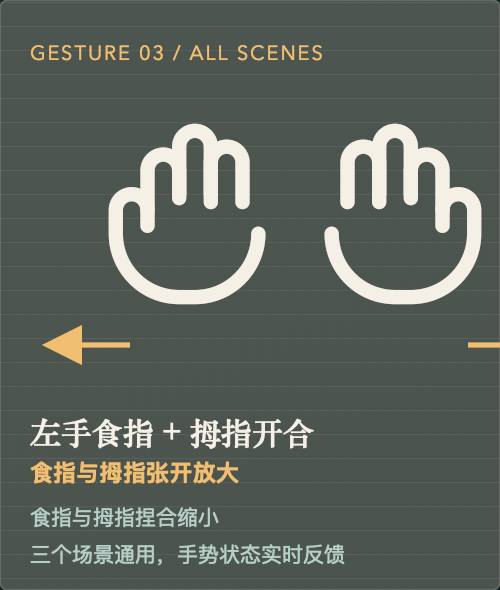 GESTURE 03 / ALL SCENES
左手食指 + 拇指开合
食指与拇指张开放大
食指与拇指捏合缩小
三个场景通用，手势状态实时反馈